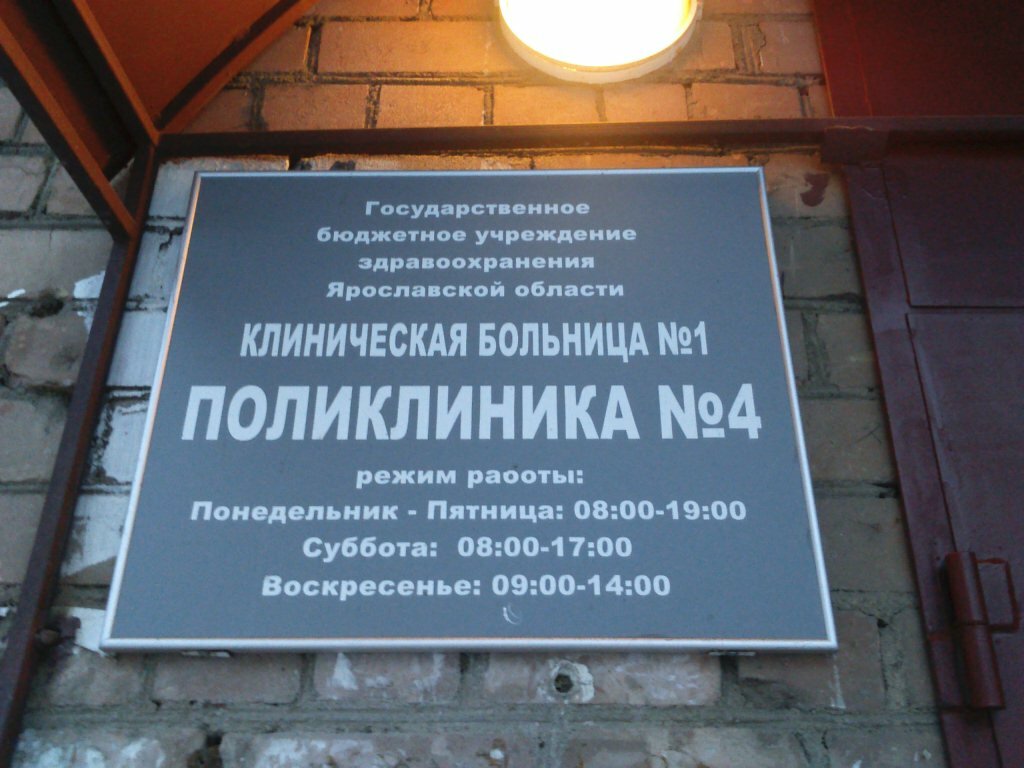 Государственное
бюджетное учреждение
здравоохранения
Ярославской области
КЛИНИЧЕСКАЯ БОЛЬНИЦА №1
ПОЛИКЛИНИКА №4
режим раооты:
Понедельник - Пятница: 08:00-19:00
Суббота: 08:00-17:00
Воскресенье: 09:00-14:00